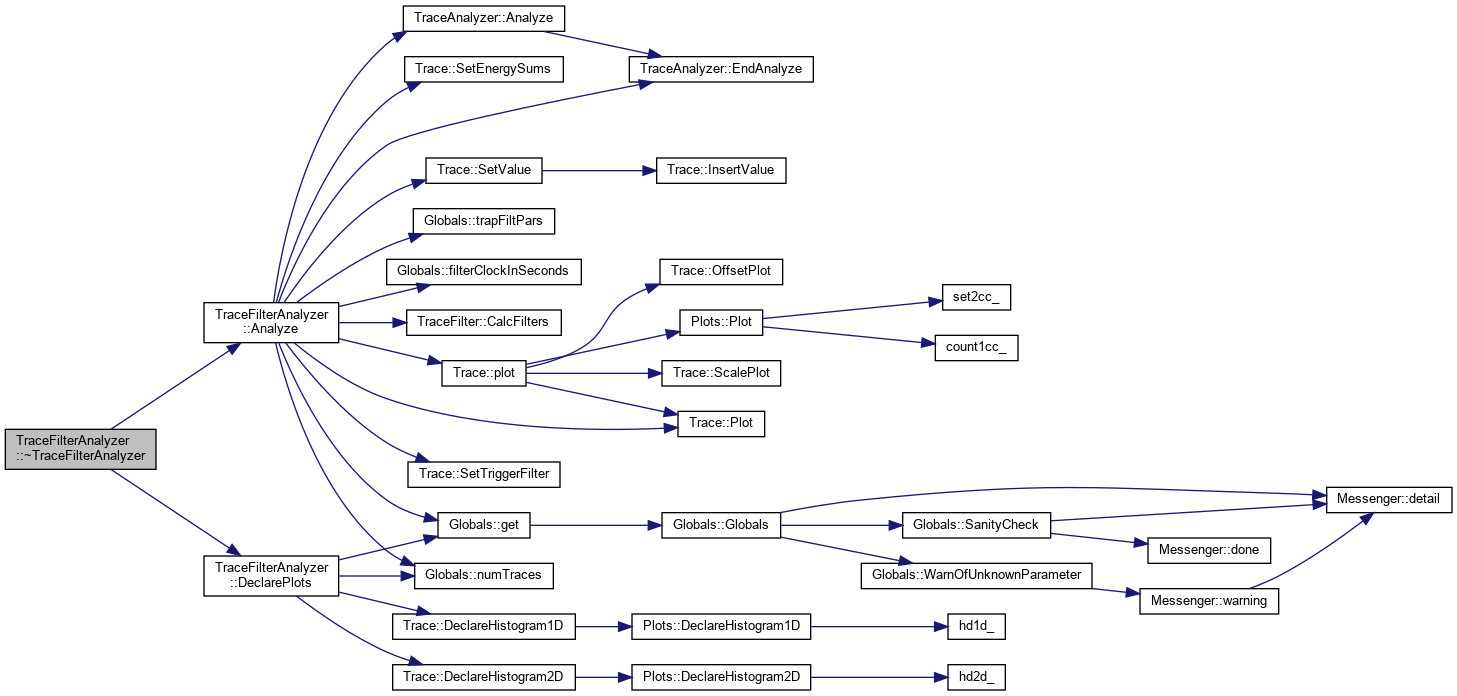 TraceAnalyzer::Analyze
Trace::SetEnergySums
TraceAnalyzer::EndAnalyze
Trace::SetValue
Trace::InsertValue
Globals::trapFiltPars
Globals::filterClockInSeconds
Trace::OffsetPlot
set2cc_
TraceFilterAnalyzer
::Analyze
TraceFilter::CalcFilters
Plots::Plot
count1cc_
Trace::plot
Trace::ScalePlot
Trace::Plot
TraceFilterAnalyzer
::~TraceFilterAnalyzer
Trace::SetTriggerFilter
Messenger::detail
Globals::get
Globals::Globals
Globals::SanityCheck
Messenger::done
TraceFilterAnalyzer
::DeclarePlots
Globals::numTraces
Globals::WarnOfUnknownParameter
Messenger::warning
Trace::DeclareHistogram1D
Plots::DeclareHistogram1D
hd1d_
Trace::DeclareHistogram2D
Plots::DeclareHistogram2D
hd2d_